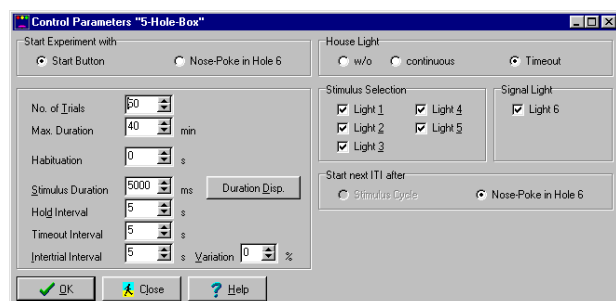 Control Parameters "5-Hole-Box"
Start Experiment with
Start Button
Nose-Poke in Hole 6
House Light
w/o
continuous
Timeout
No. of Trials
50
Max. Duration
40
min
Habituation
0
s
Stimulus Duration
5000
ms
Duration Disp.
Hold Interval
5
s
Timeout Interval
5
s
Intertrial Interval
5
s
Variation
0
%
Stimulus Selection
Light 1
Light 4
Light 2
Light 5
Light 3
Signal Light
Light 6
Start next ITI after
Stimulus Cycle
Nose-Poke in Hole 6
OK
Close
? Help